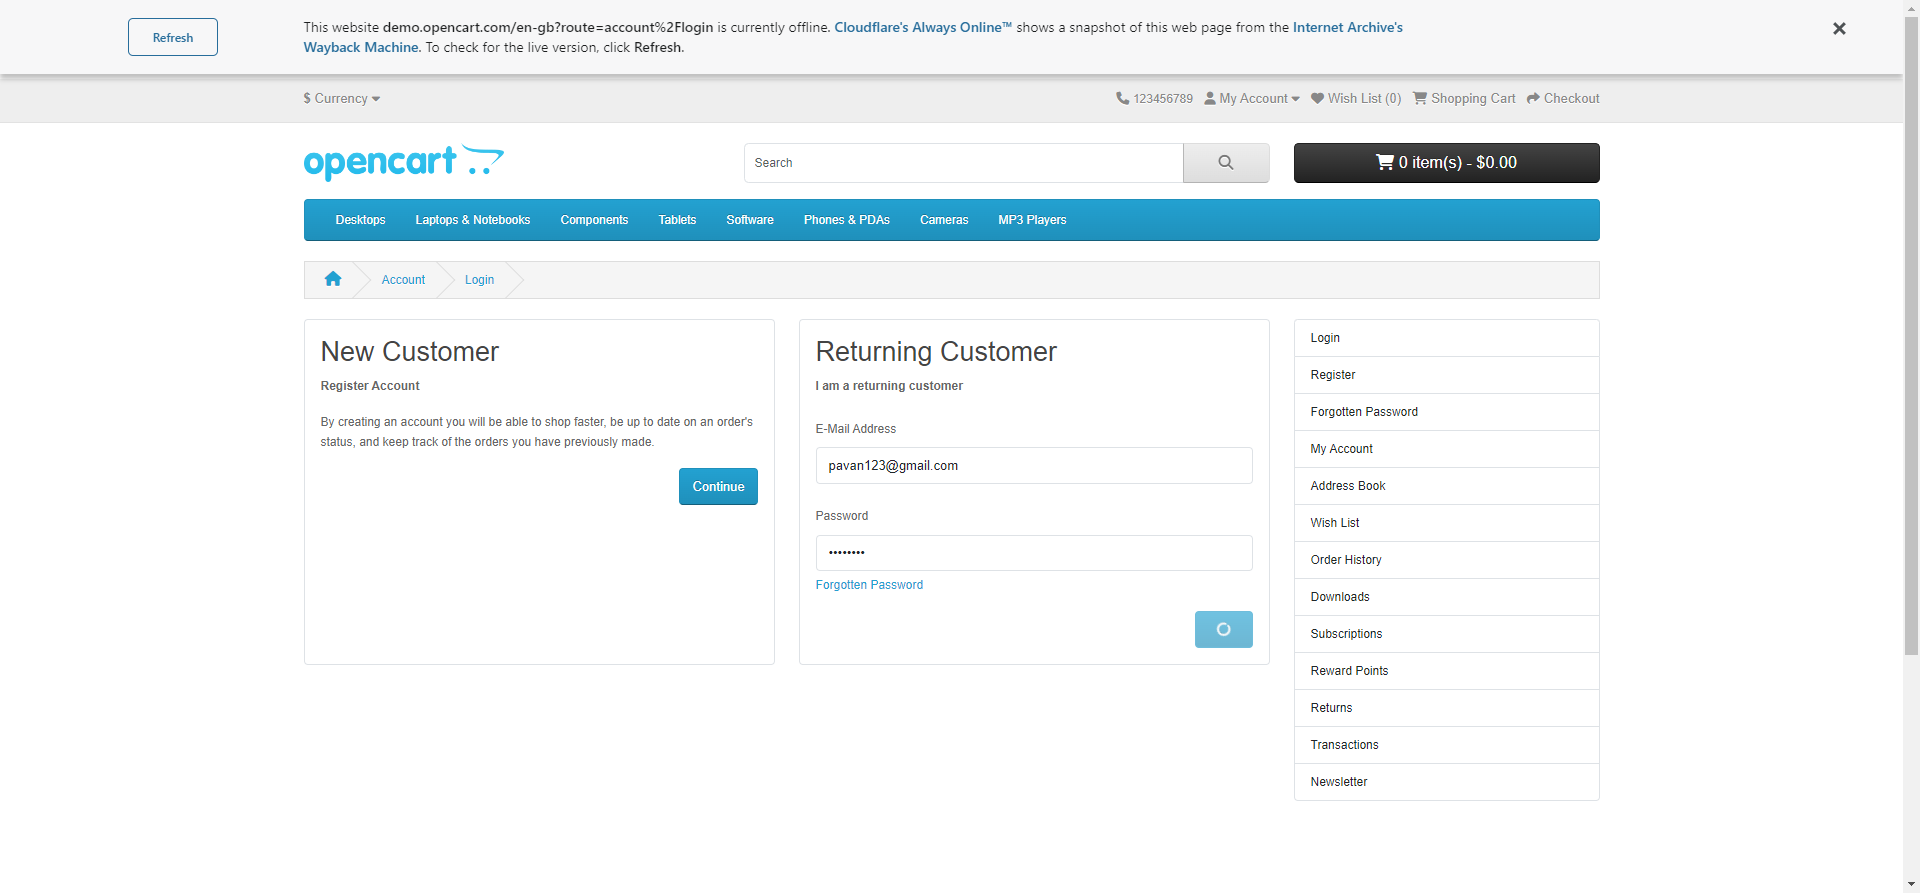 Refresh
This website demo.opencart.com/en-gb?route=account%2Flogin is currently offline. Cloudflare's Always Online™ shows a snapshot of this web page from the Internet Archive's
Wayback Machine. To check for the live version, click Refresh.
$ Currency
123456789
My Account
Wish List (0)
Shopping Cart
Checkout
opencart
Search
0 item(s) - $0.00
Desktops
Laptops & Notebooks
Components
Tablets
Software
Phones & PDAs
Cameras
MP3 Players
Account
Login
New Customer
Register Account
By creating an account you will be able to shop faster, be up to date on an order's
status, and keep track of the orders you have previously made.
Continue
Returning Customer
I am a returning customer
E-Mail Address
pavan123@gmail.com
Password
••••••••
Forgotten Password
Login
Register
Forgotten Password
My Account
Address Book
Wish List
Order History
Downloads
Subscriptions
Reward Points
Returns
Transactions
Newsletter